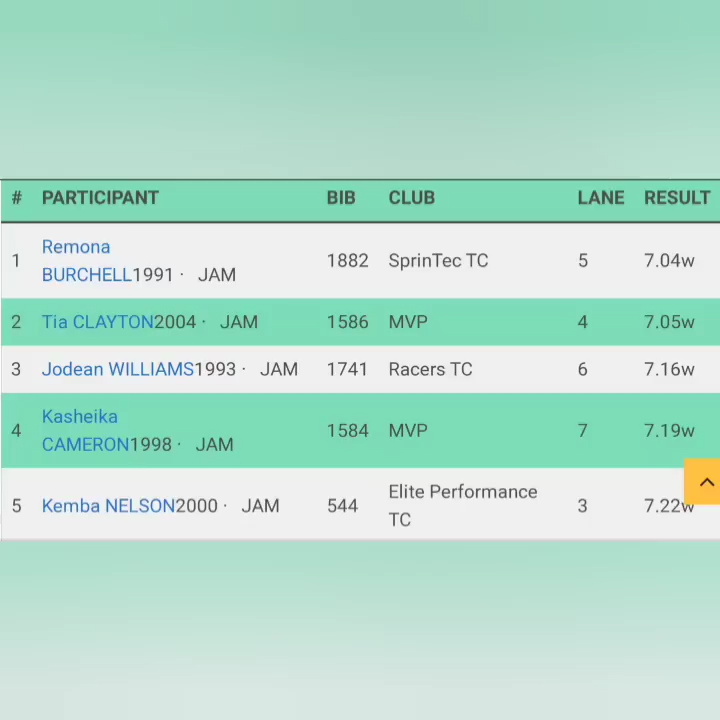 # PARTICIPANT BIB CLUB LANE RESULT
1 Remona BURCHELL1991 · JAM 1882 SprinTec TC 5 7.04w
2 Tia CLAYTON2004 · JAM 1586 MVP 4 7.05w
3 Jodean WILLIAMS1993 · JAM 1741 Racers TC 6 7.16w
4 Kasheika CAMERON1998 · JAM 1584 MVP 7 7.19w
5 Kemba NELSON2000 · JAM 544 Elite Performance TC 3 7.22w